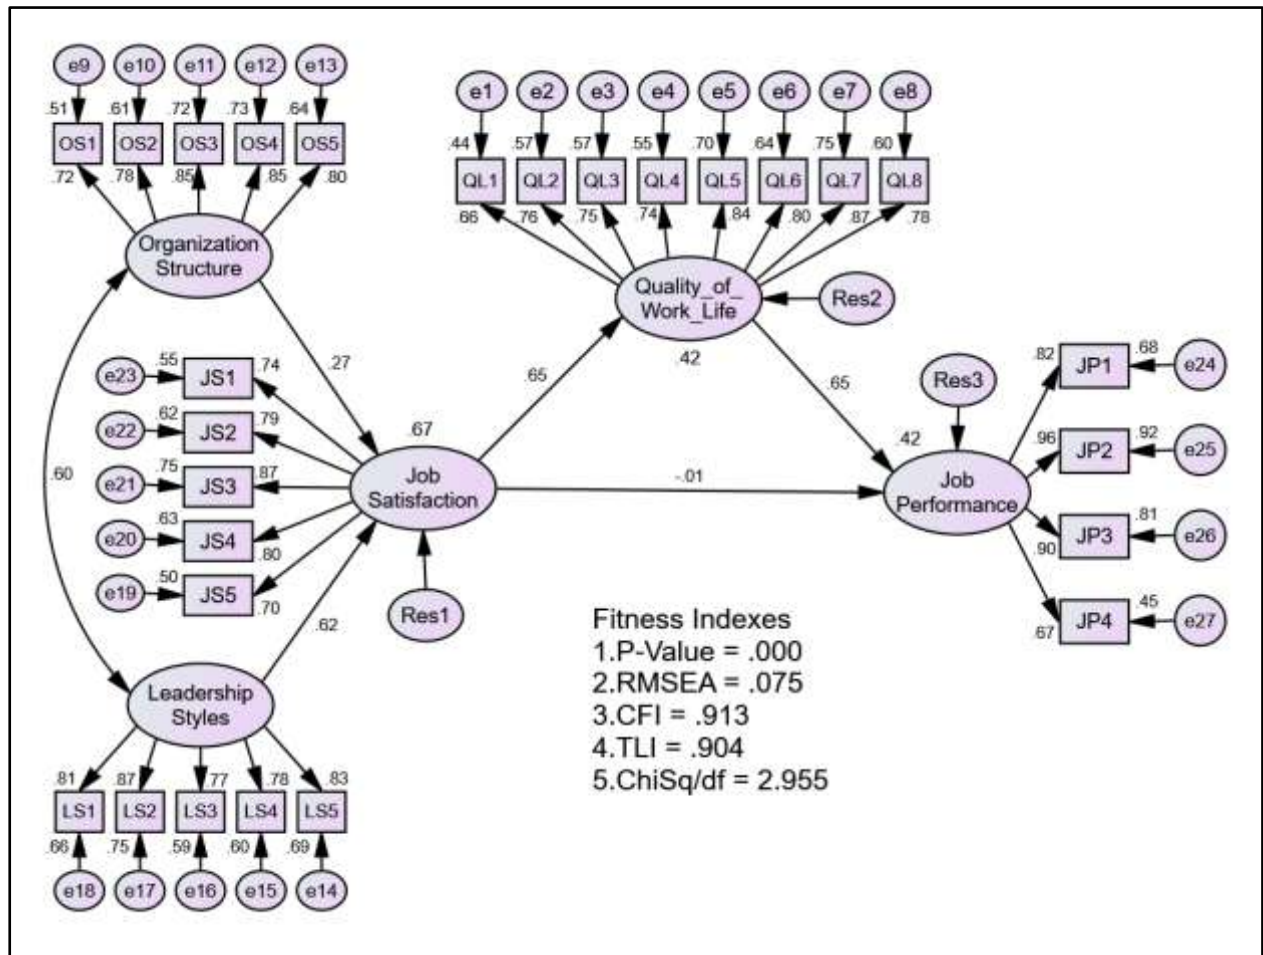 e9 e10 e11 e12 e13
.51 .61 .72 .73 .64
OS1 OS2 OS3 OS4 OS5
.72 .78 .85 .85 .80
Organization
Structure
e1 e2 e3 e4 e5 e6 e7 e8
.44 .57 .57 .55 .70 .64 .75 .60
QL1 QL2 QL3 QL4 QL5 QL6 QL7 QL8
.66 .76 .75 .74 .84 .80 .87 .78
Quality_of_
Work_Life
Res2
.42
.27
.65
.65
.60
e23 .55 JS1 .74
e22 .62 JS2 .79
e21 .75 JS3 .87
e20 .63 JS4 .80
e19 .50 JS5 .70
.67
Job
Satisfaction
Res1
-.01
.62
Res3
.42
Job
Performance
.82 JP1 .68 e24
.96 JP2 .92 e25
.90 JP3 .81 e26
.67 JP4 .45 e27
Leadership
Styles
.81 .87 .77 .78 .83
LS1 LS2 LS3 LS4 LS5
.66 .75 .59 .60 .69
e18 e17 e16 e15 e14
Fitness Indexes
1.P-Value = .000
2.RMSEA = .075
3.CFI = .913
4.TLI = .904
5.ChiSq/df = 2.955